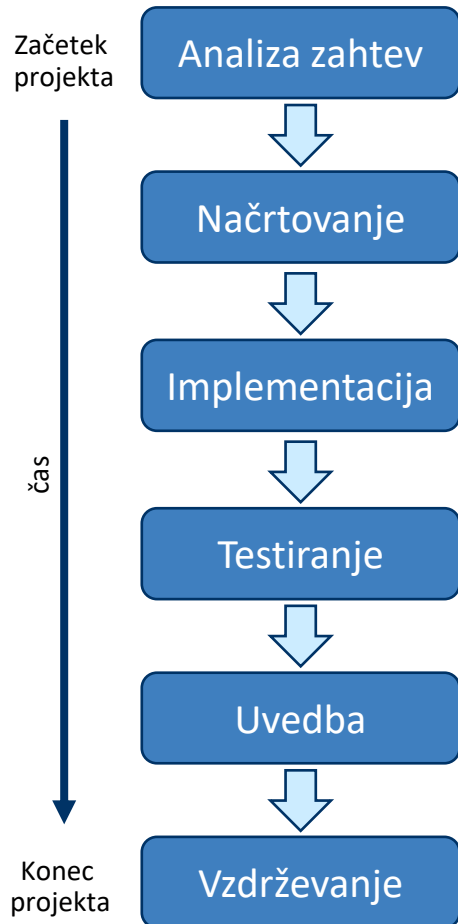 Začetek
projekta
Analiza zahtev
Načrtovanje
Implementacija
čas
Testiranje
Uvedba
Konec
projekta
Vzdrževanje